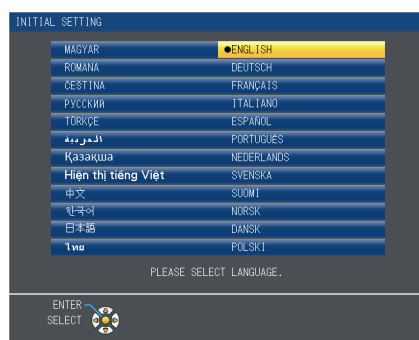 INITIAL SETTING
MAGYAR ●ENGLISH
ROMANA DEUTSCH
ČEŠTINA FRANÇAIS
РУССКИЙ ITALIANO
TÜRKÇE ESPAÑOL
العربية PORTUGUÊS
Қазақша NEDERLANDS
Hiện thị tiếng Việt SVENSKA
中文 SUOMI
한국어 NORSK
日本語 DANSK
ไทย POLSKI
PLEASE SELECT LANGUAGE.
ENTER
SELECT